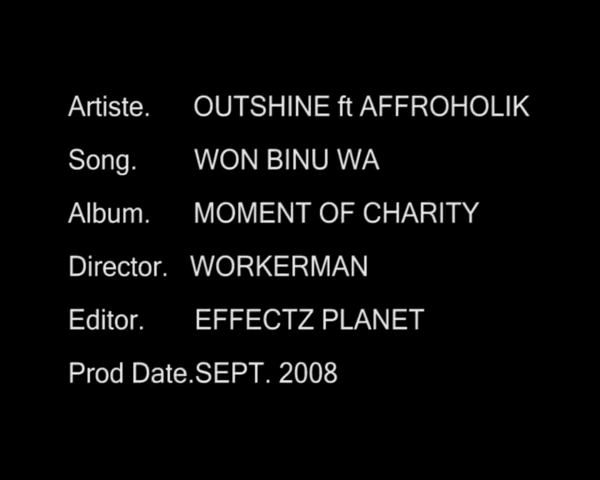 Artiste. OUTSHINE ft AFFROHOLIK
Song. WON BINU WA
Album. MOMENT OF CHARITY
Director. WORKERMAN
Editor. EFFECTZ PLANET
Prod Date.SEPT. 2008